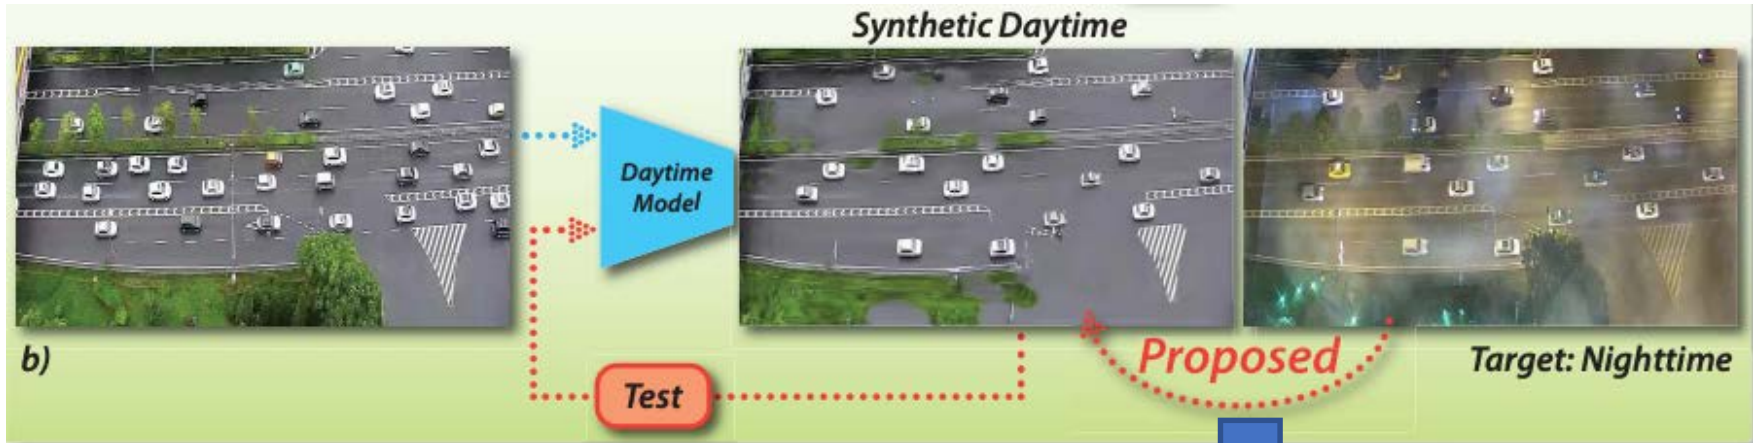 Synthetic Daytime
Daytime
Model
b)
Proposed
Target: Nighttime
Test